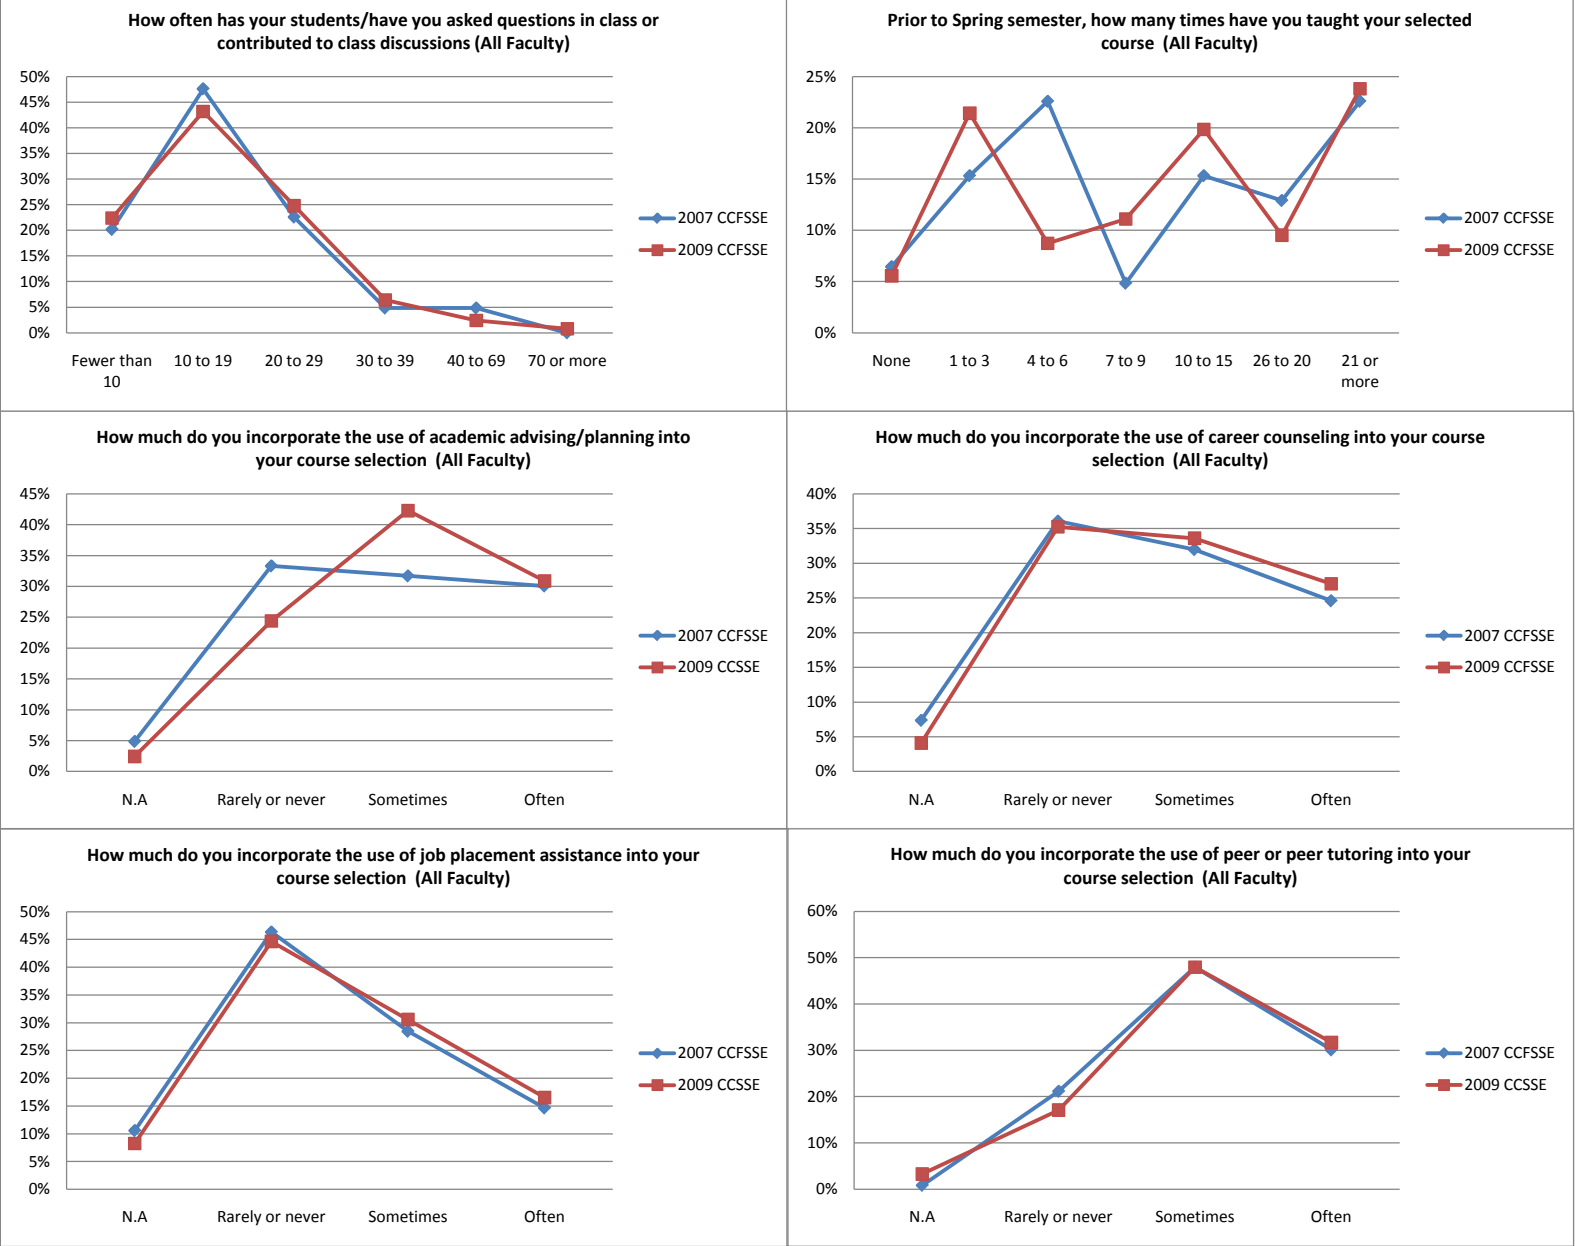 How often has your students/have you asked questions in class or
contributed to class discussions (All Faculty)
50%
45%
40%
35%
30%
25%
20%
15%
10%
5%
0%
Fewer than
10
10 to 19
20 to 29
30 to 39
40 to 69
70 or more
2007 CCFSSE
2009 CCFSSE
Prior to Spring semester, how many times have you taught your selected
course (All Faculty)
25%
20%
15%
10%
5%
0%
None
1 to 3
4 to 6
7 to 9
10 to 15
26 to 20
21 or
more
2007 CCFSSE
2009 CCFSSE
How much do you incorporate the use of academic advising/planning into
your course selection (All Faculty)
45%
40%
35%
30%
25%
20%
15%
10%
5%
0%
N.A
Rarely or never
Sometimes
Often
2007 CCFSSE
2009 CCSSE
How much do you incorporate the use of career counseling into your course
selection (All Faculty)
40%
35%
30%
25%
20%
15%
10%
5%
0%
N.A
Rarely or never
Sometimes
Often
2007 CCFSSE
2009 CCFSSE
How much do you incorporate the use of job placement assistance into your
course selection (All Faculty)
50%
45%
40%
35%
30%
25%
20%
15%
10%
5%
0%
N.A
Rarely or never
Sometimes
Often
2007 CCFSSE
2009 CCSSE
How much do you incorporate the use of peer or peer tutoring into your
course selection (All Faculty)
60%
50%
40%
30%
20%
10%
0%
N.A
Rarely or never
Sometimes
Often
2007 CCFSSE
2009 CCSSE